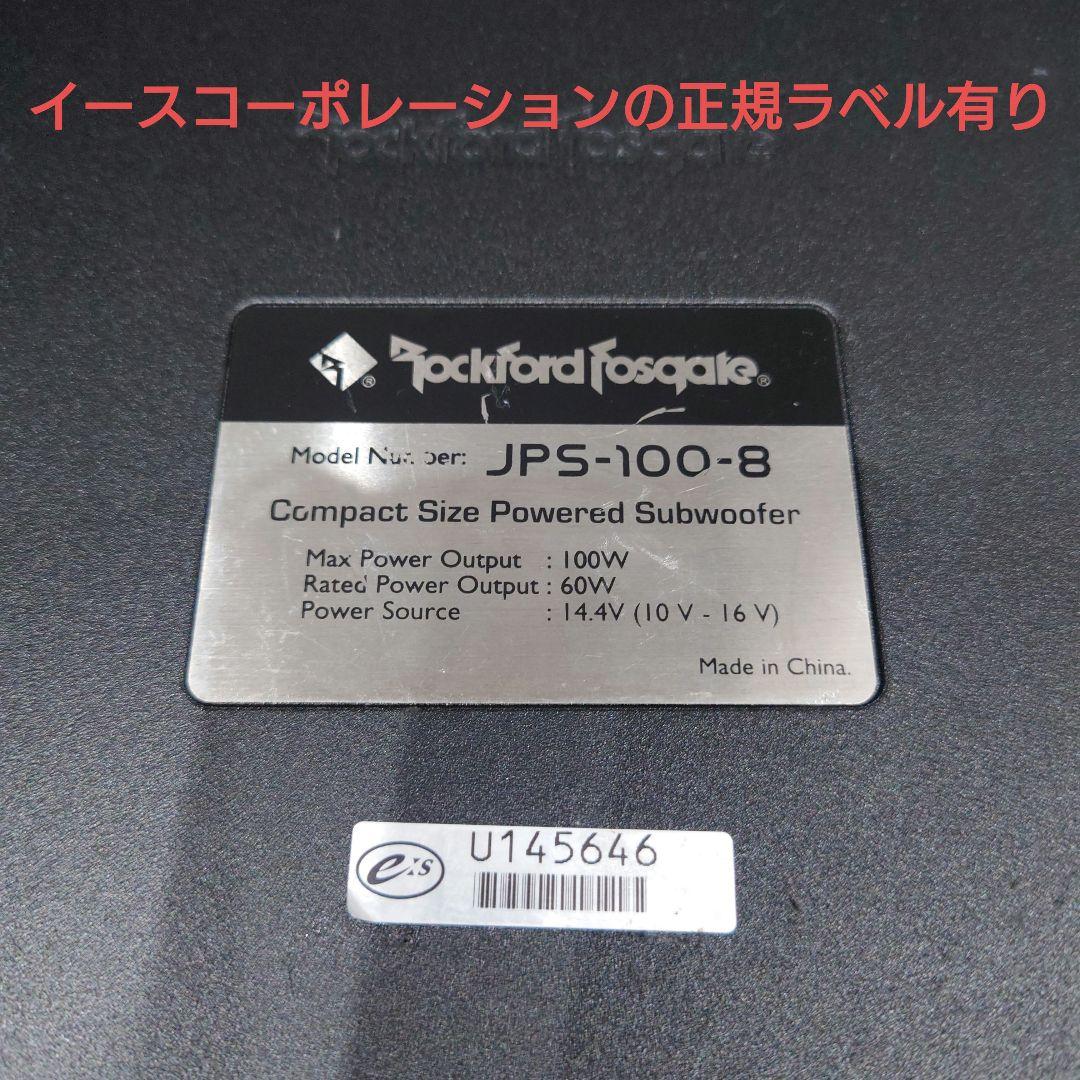 イースコーポレーションの正規ラベル有り
Rockford Fosgate
Rockford Fosgate®
Model Number: JPS-100-8
Compact Size Powered Subwoofer
Max Power Output : 100W
Rated Power Output : 60W
Power Source : 14.4V (10 V - 16 V)
Made in China.
e:s U145646